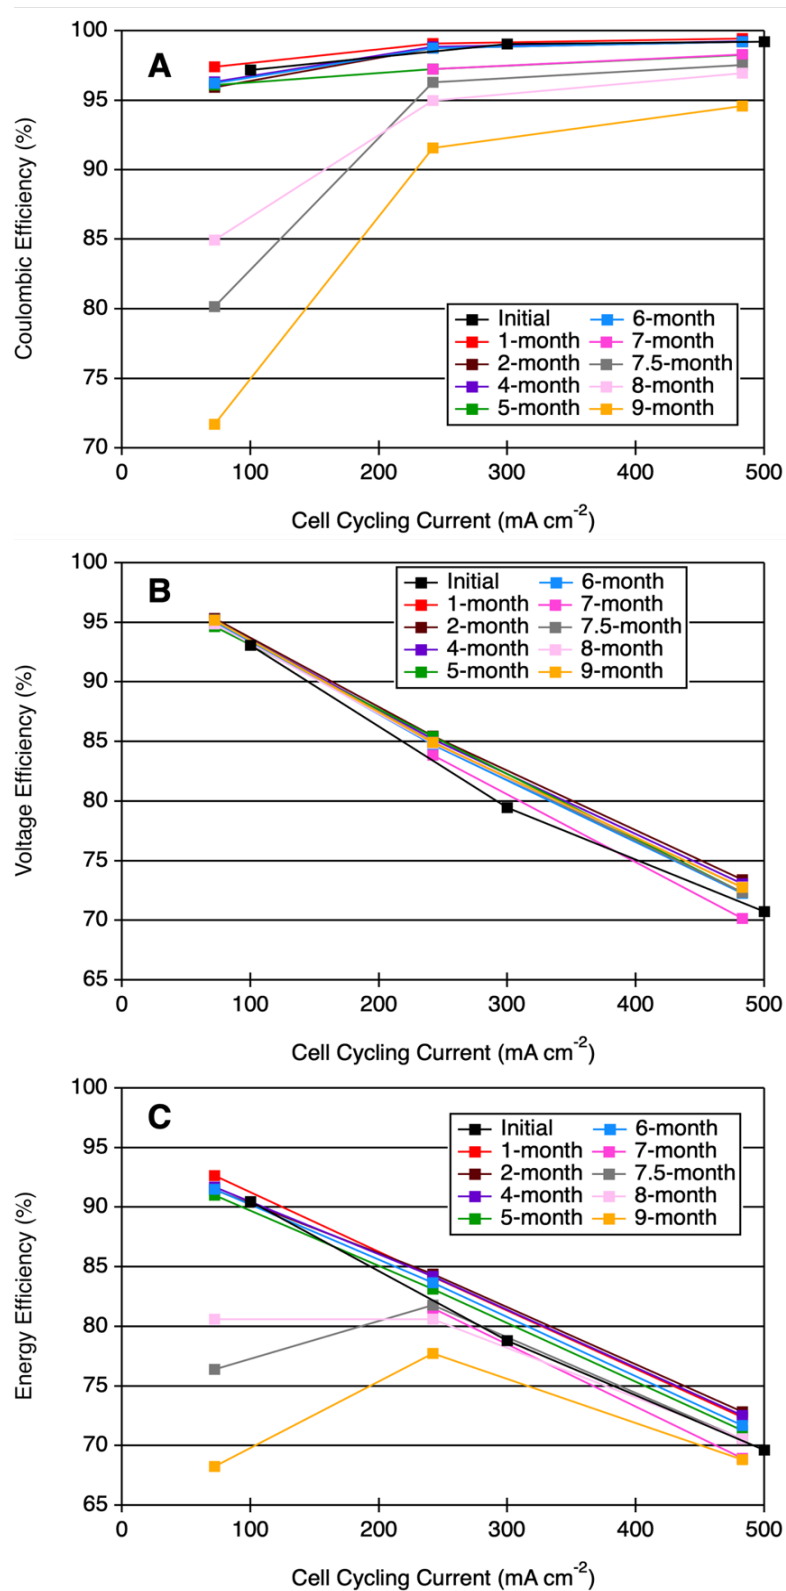 A
Coulombic Efficiency (%)
100
95
90
85
80
75
70
Initial 6-month
1-month 7-month
2-month 7.5-month
4-month 8-month
5-month 9-month
0 100 200 300 400 500
Cell Cycling Current (mA cm⁻²)
B
Voltage Efficiency (%)
100
95
90
85
80
75
70
65
Initial 6-month
1-month 7-month
2-month 7.5-month
4-month 8-month
5-month 9-month
0 100 200 300 400 500
Cell Cycling Current (mA cm⁻²)
C
Energy Efficiency (%)
100
95
90
85
80
75
70
65
Initial 6-month
1-month 7-month
2-month 7.5-month
4-month 8-month
5-month 9-month
0 100 200 300 400 500
Cell Cycling Current (mA cm⁻²)